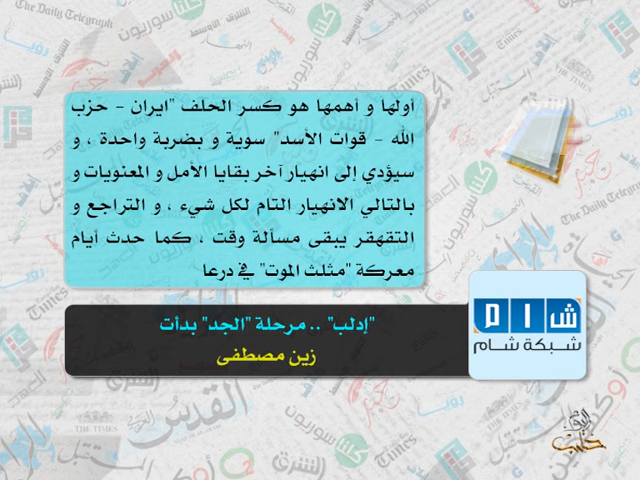 أولها و أهمها هو كسر الحلف "ايران - حزب
الله - قوات الأسد" سوية و بضربة واحدة ، و
سيؤدي إلى انهيار آخر بقايا الأمل و المعنويات و
بالتالي الانهيار التام لكل شيء ، و التراجع و
التقهقر يبقى مسألة وقت ، كما حدث أيام
معركة "مثلث الموت" في درعا
"إدلب" .. مرحلة "الجد" بدأت
زين مصطفى
شام
شبكة شام